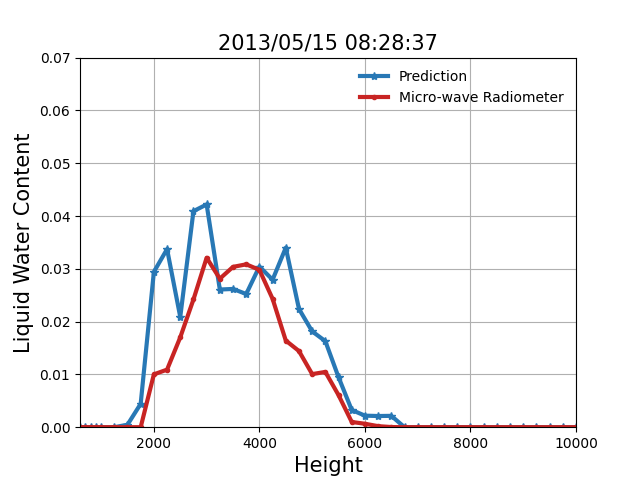 2013/05/15 08:28:37
Prediction
Micro-wave Radiometer
Liquid Water Content
0.07
0.06
0.05
0.04
0.03
0.02
0.01
0.00
2000 4000 6000 8000 10000
Height